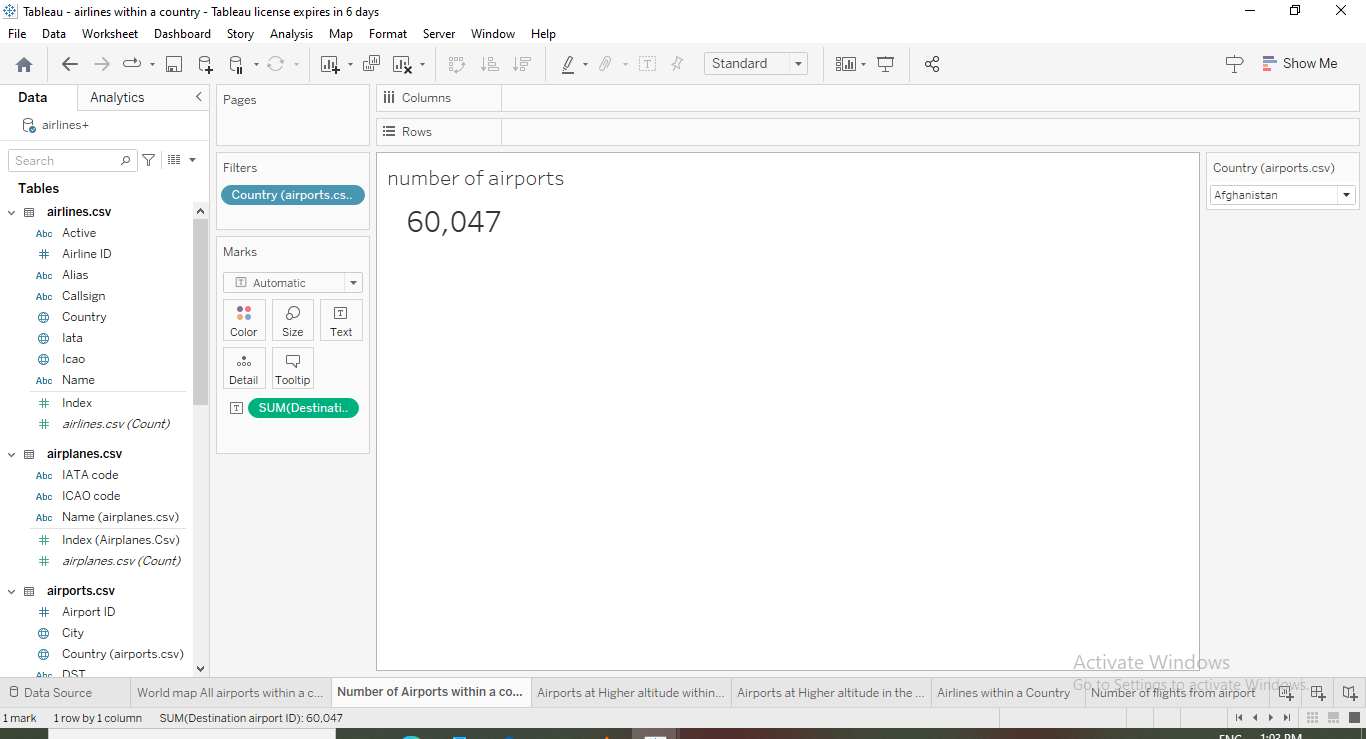 Tableau - airlines within a country - Tableau license expires in 6 days
File Data Worksheet Dashboard Story Analysis Map Format Server Window Help
Standard
Show Me
Data Analytics
airlines+
Search
Tables
airlines.csv
Abc Active
# Airline ID
Abc Alias
Abc Callsign
Country
Iata
Icao
Abc Name
# Index
# airlines.csv (Count)
airplanes.csv
Abc IATA code
Abc ICAO code
Abc Name (airplanes.csv)
# Index (Airplanes.Csv)
# airplanes.csv (Count)
airports.csv
# Airport ID
City
Country (airports.csv)
Abc DST
Pages
Filters
Country (airports.cs..
Marks
T Automatic
Color Size Text
Detail Tooltip
T SUM(Destinati..
Columns
Rows
number of airports
60,047
Country (airports.csv)
Afghanistan
Activate Windows
Go to Settings to activate Windows.
Data Source World map All airports within a c... Number of Airports within a co... Airports at Higher altitude within... Airports at Higher altitude in the ... Airlines within a Country Number of flights from airport
1 mark 1 row by 1 column SUM(Destination airport ID): 60,047
ENG 1:03 PM